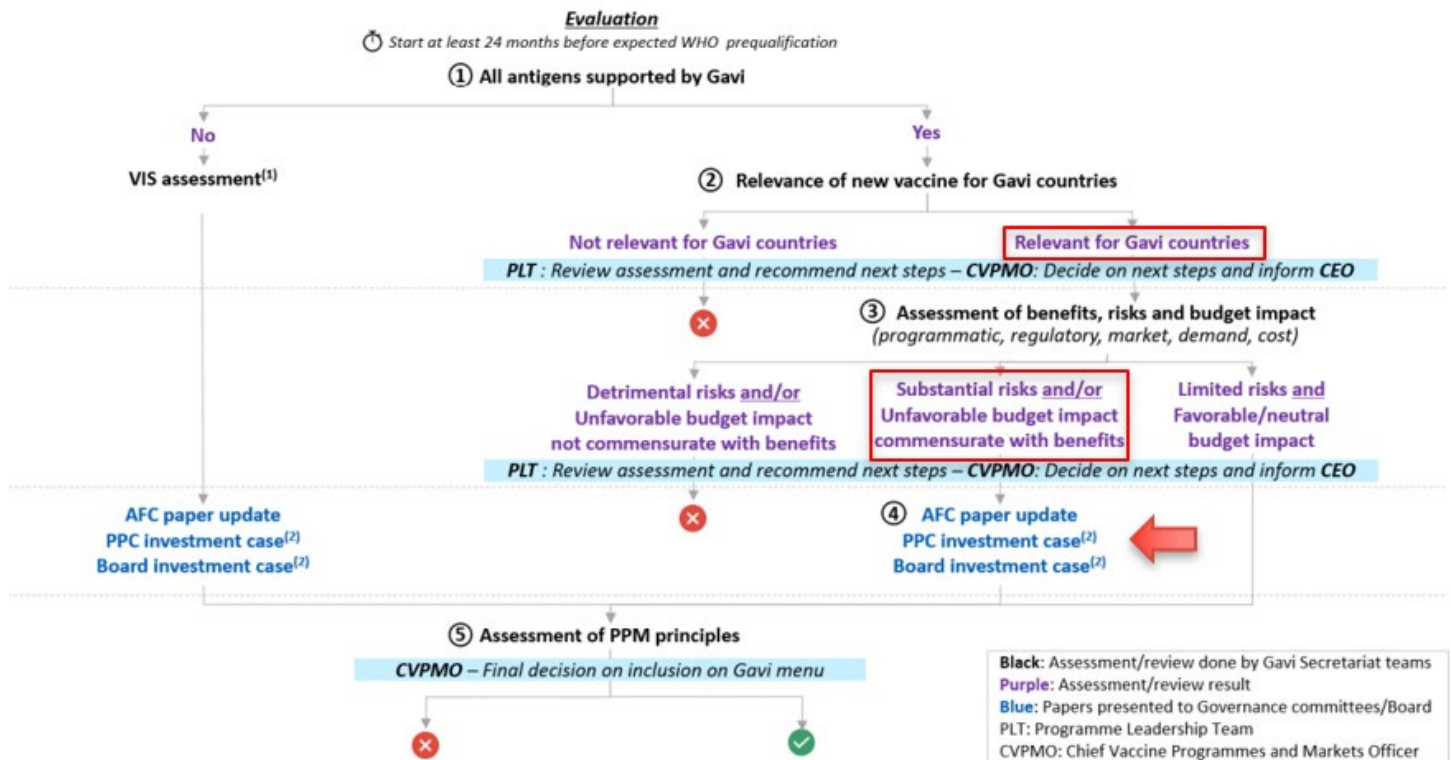 Evaluation
Start at least 24 months before expected WHO prequalification
① All antigens supported by Gavi
No
Yes
VIS assessment(1)
② Relevance of new vaccine for Gavi countries
Not relevant for Gavi countries
Relevant for Gavi countries
PLT : Review assessment and recommend next steps – CVPMO: Decide on next steps and inform CEO
③ Assessment of benefits, risks and budget impact
(programmatic, regulatory, market, demand, cost)
Detrimental risks and/or
Unfavorable budget impact
not commensurate with benefits
Substantial risks and/or
Unfavorable budget impact
commensurate with benefits
Limited risks and
Favorable/neutral
budget impact
PLT : Review assessment and recommend next steps – CVPMO: Decide on next steps and inform CEO
AFC paper update
PPC investment case(2)
Board investment case(2)
④ AFC paper update
PPC investment case(2)
Board investment case(2)
⑤ Assessment of PPM principles
CVPMO – Final decision on inclusion on Gavi menu
Black: Assessment/review done by Gavi Secretariat teams
Purple: Assessment/review result
Blue: Papers presented to Governance committees/Board
PLT: Programme Leadership Team
CVPMO: Chief Vaccine Programmes and Markets Officer